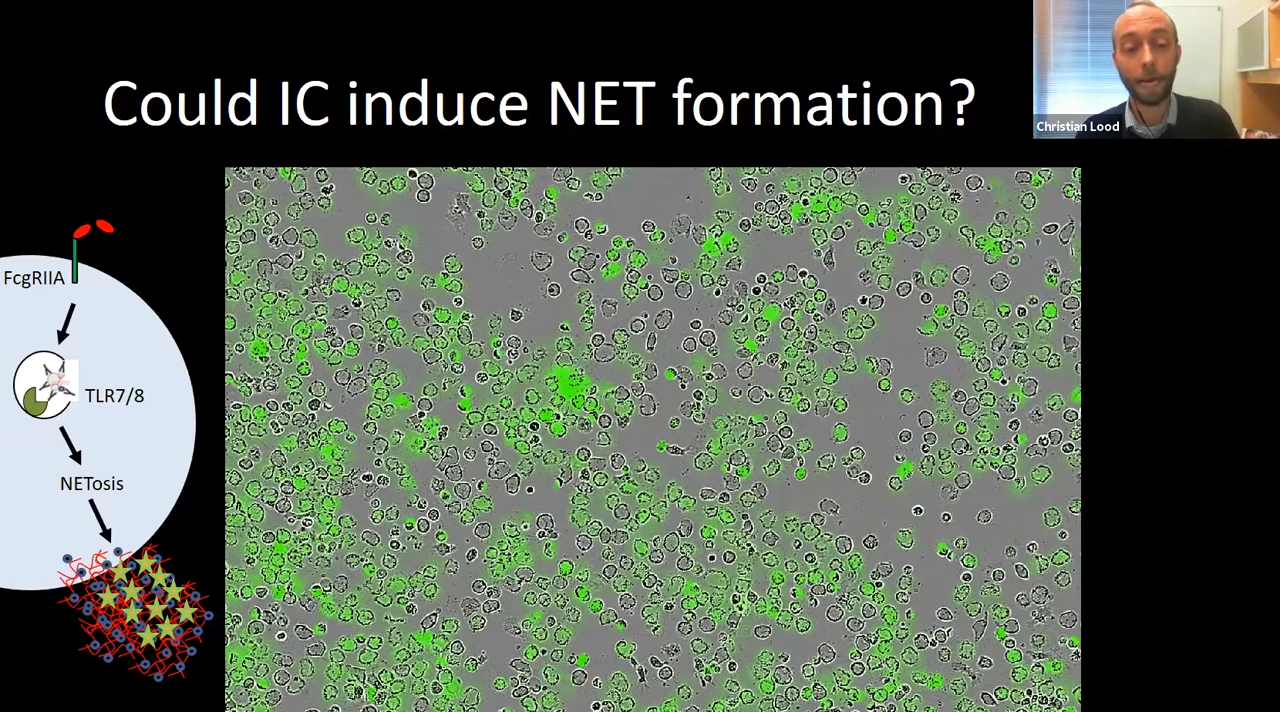 Could IC induce NET formation?
Christian Lood
FcgRIIA
TLR7/8
NETosis